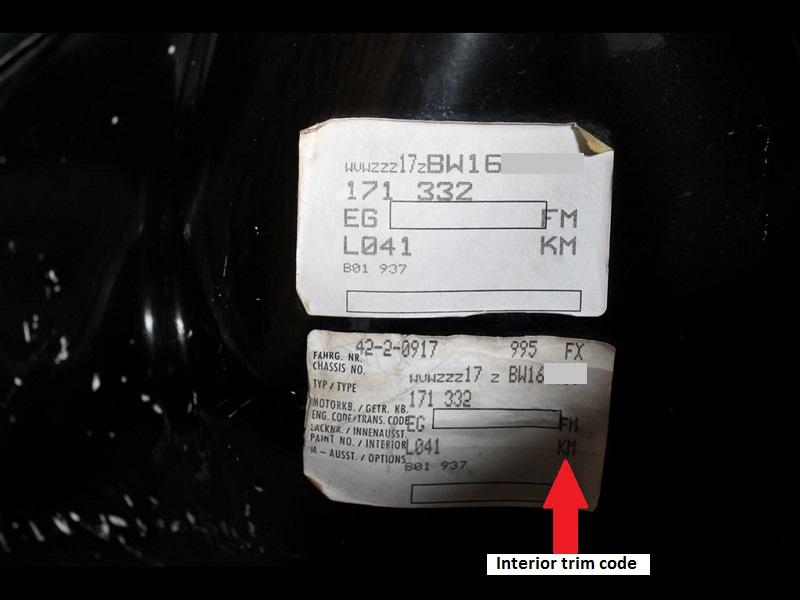 WVWZZZ17Z BW16
171 332
EG FM
L041 KM
B01 937
42-2-0917 995 FX
FAHRG. NR.
CHASSIS NO. WVWZZZ17 Z BW16
TYP / TYPE 171 332
MOTORKB. / GETR. KB.
ENG. CODE/TRANS. CODE EG FM
LACKNR. / INNENAUSST.
PAINT NO. / INTERIOR L041 KM
M - AUSST. / OPTIONS B01 937
Interior trim code